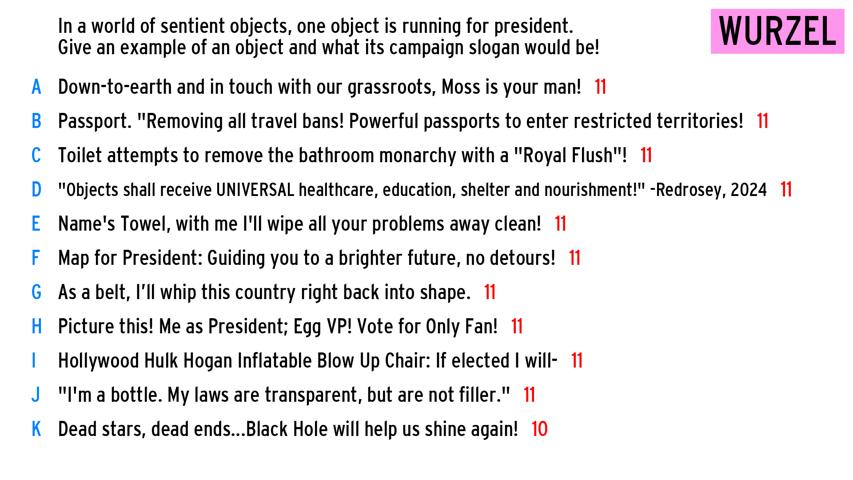 In a world of sentient objects, one object is running for president.
Give an example of an object and what its campaign slogan would be!
WURZEL
A Down-to-earth and in touch with our grassroots, Moss is your man! 11
B Passport. "Removing all travel bans! Powerful passports to enter restricted territories! 11
C Toilet attempts to remove the bathroom monarchy with a "Royal Flush"! 11
D "Objects shall receive UNIVERSAL healthcare, education, shelter and nourishment!" -Redrosey, 2024 11
E Name's Towel, with me I'll wipe all your problems away clean! 11
F Map for President: Guiding you to a brighter future, no detours! 11
G As a belt, I’ll whip this country right back into shape. 11
H Picture this! Me as President; Egg VP! Vote for Only Fan! 11
I Hollywood Hulk Hogan Inflatable Blow Up Chair: If elected I will- 11
J "I'm a bottle. My laws are transparent, but are not filler." 11
K Dead stars, dead ends...Black Hole will help us shine again! 10